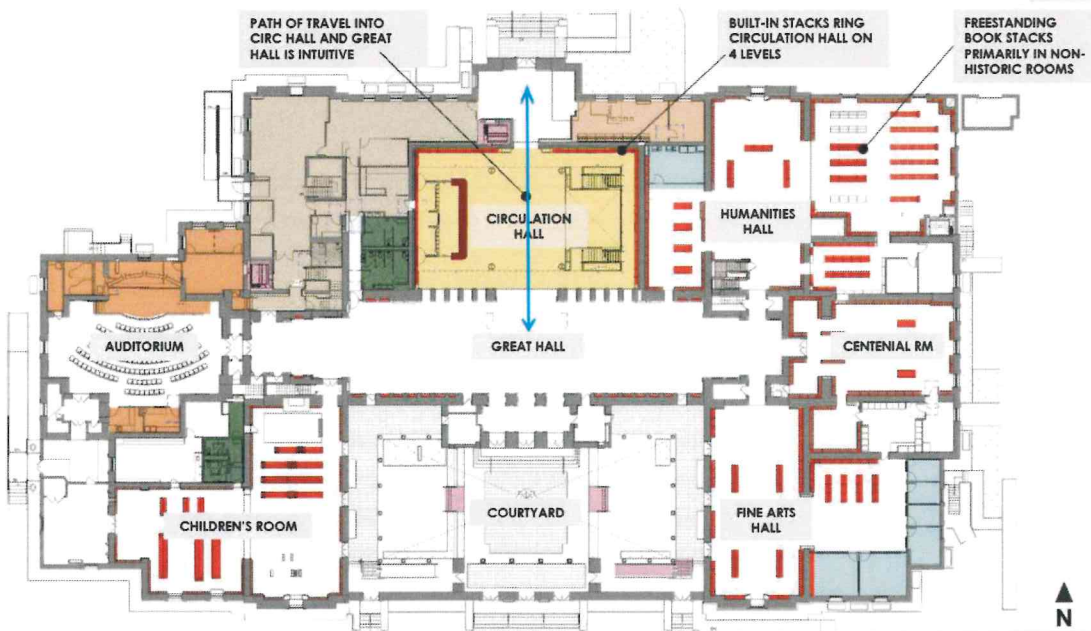 PATH OF TRAVEL INTO
CIRC HALL AND GREAT
HALL IS INTUITIVE
BUILT-IN STACKS RING
CIRCULATION HALL ON
4 LEVELS
FREESTANDING
BOOK STACKS
PRIMARILY IN NON-
HISTORIC ROOMS
CIRCULATION
HALL
HUMANITIES
HALL
AUDITORIUM
GREAT HALL
CENTENIAL RM
CHILDREN'S ROOM
COURTYARD
FINE ARTS
HALL
N